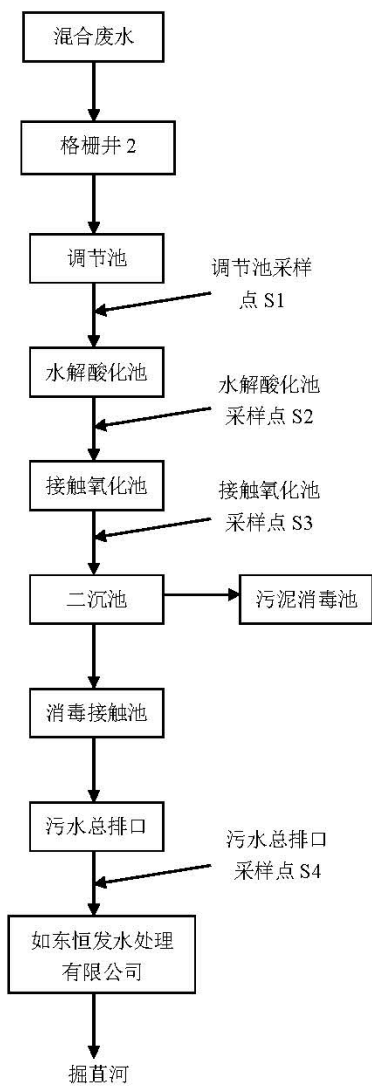 混合废水
格栅井 2
调节池
调节池采样
点 S1
水解酸化池
水解酸化池
采样点 S2
接触氧化池
接触氧化池
采样点 S3
二沉池
污泥消毒池
消毒接触池
污水总排口
污水总排口
采样点 S4
如东恒发水处理
有限公司
掘苴河